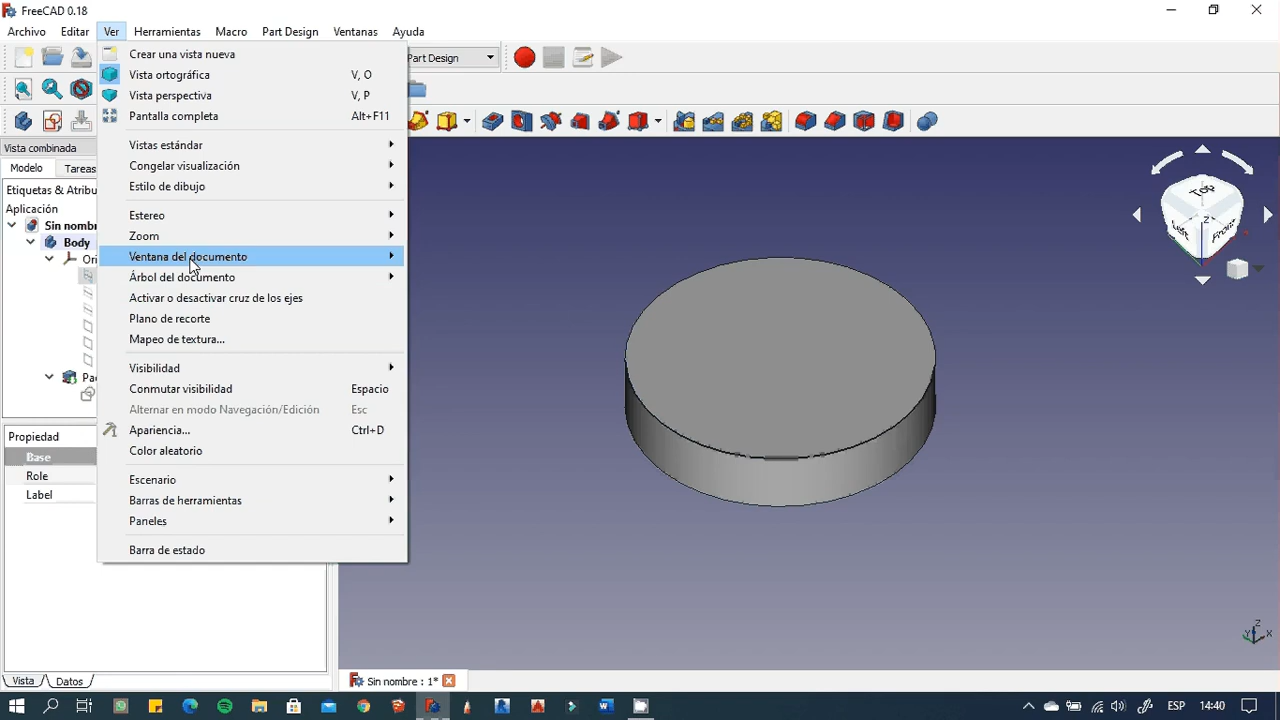 FreeCAD 0.18
Archivo Editar Ver Herramientas Macro Part Design Ventanas Ayuda
Crear una vista nueva
Part Design
Vista ortográfica V, O
Vista perspectiva V, P
Pantalla completa Alt+F11
Vista combinada
Vistas estándar
Modelo Tareas
Congelar visualización
Etiquetas & Atribu
Estilo de dibujo
Aplicación
Estereo
Sin nombr
Zoom
Body
Ventana del documento
Ori
Árbol del documento
Activar o desactivar cruz de los ejes
Plano de recorte
Mapeo de textura...
Visibilidad
Pa
Conmutar visibilidad Espacio
Alternar en modo Navegación/Edición Esc
Apariencia... Ctrl+D
Propiedad
Color aleatorio
Base
Role
Escenario
Label
Barras de herramientas
Paneles
Barra de estado
Top
Left
Front
Z
Z
Y X
Vista Datos
Sin nombre : 1*
ESP 14:40